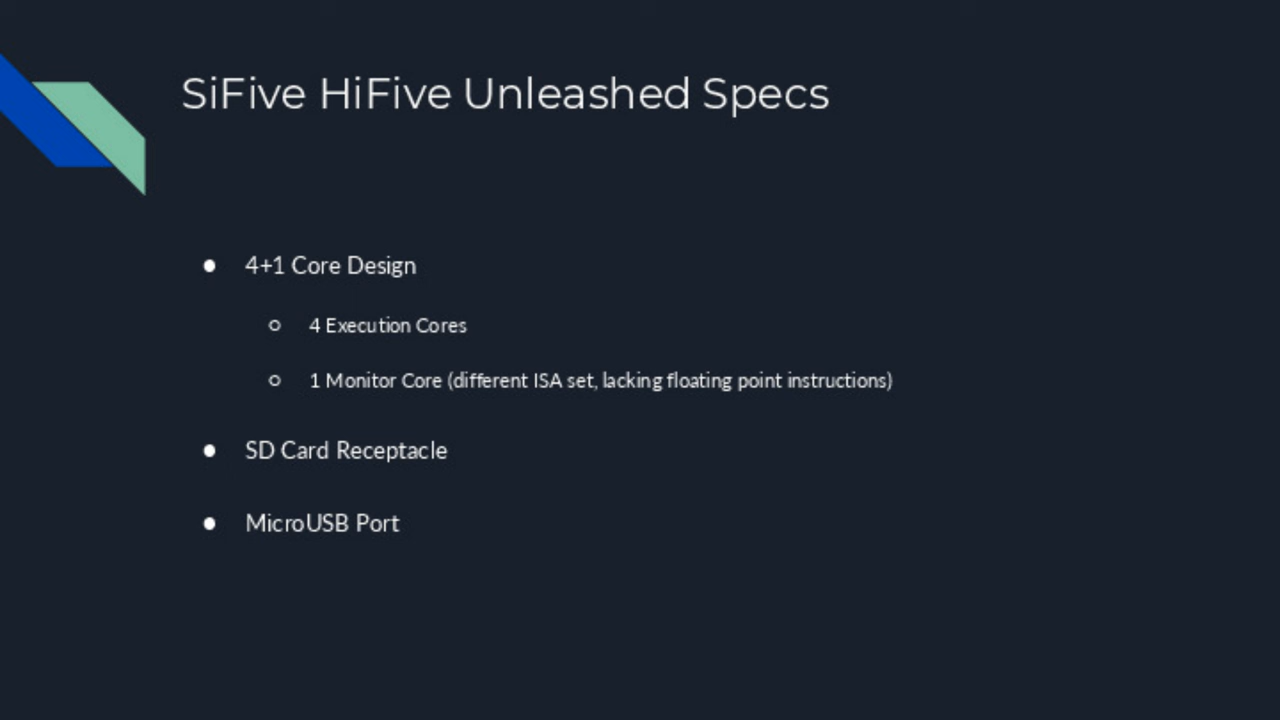 SiFive HiFive Unleashed Specs
● 4+1 Core Design
○ 4 Execution Cores
○ 1 Monitor Core (different ISA set, lacking floating point instructions)
● SD Card Receptacle
● MicroUSB Port